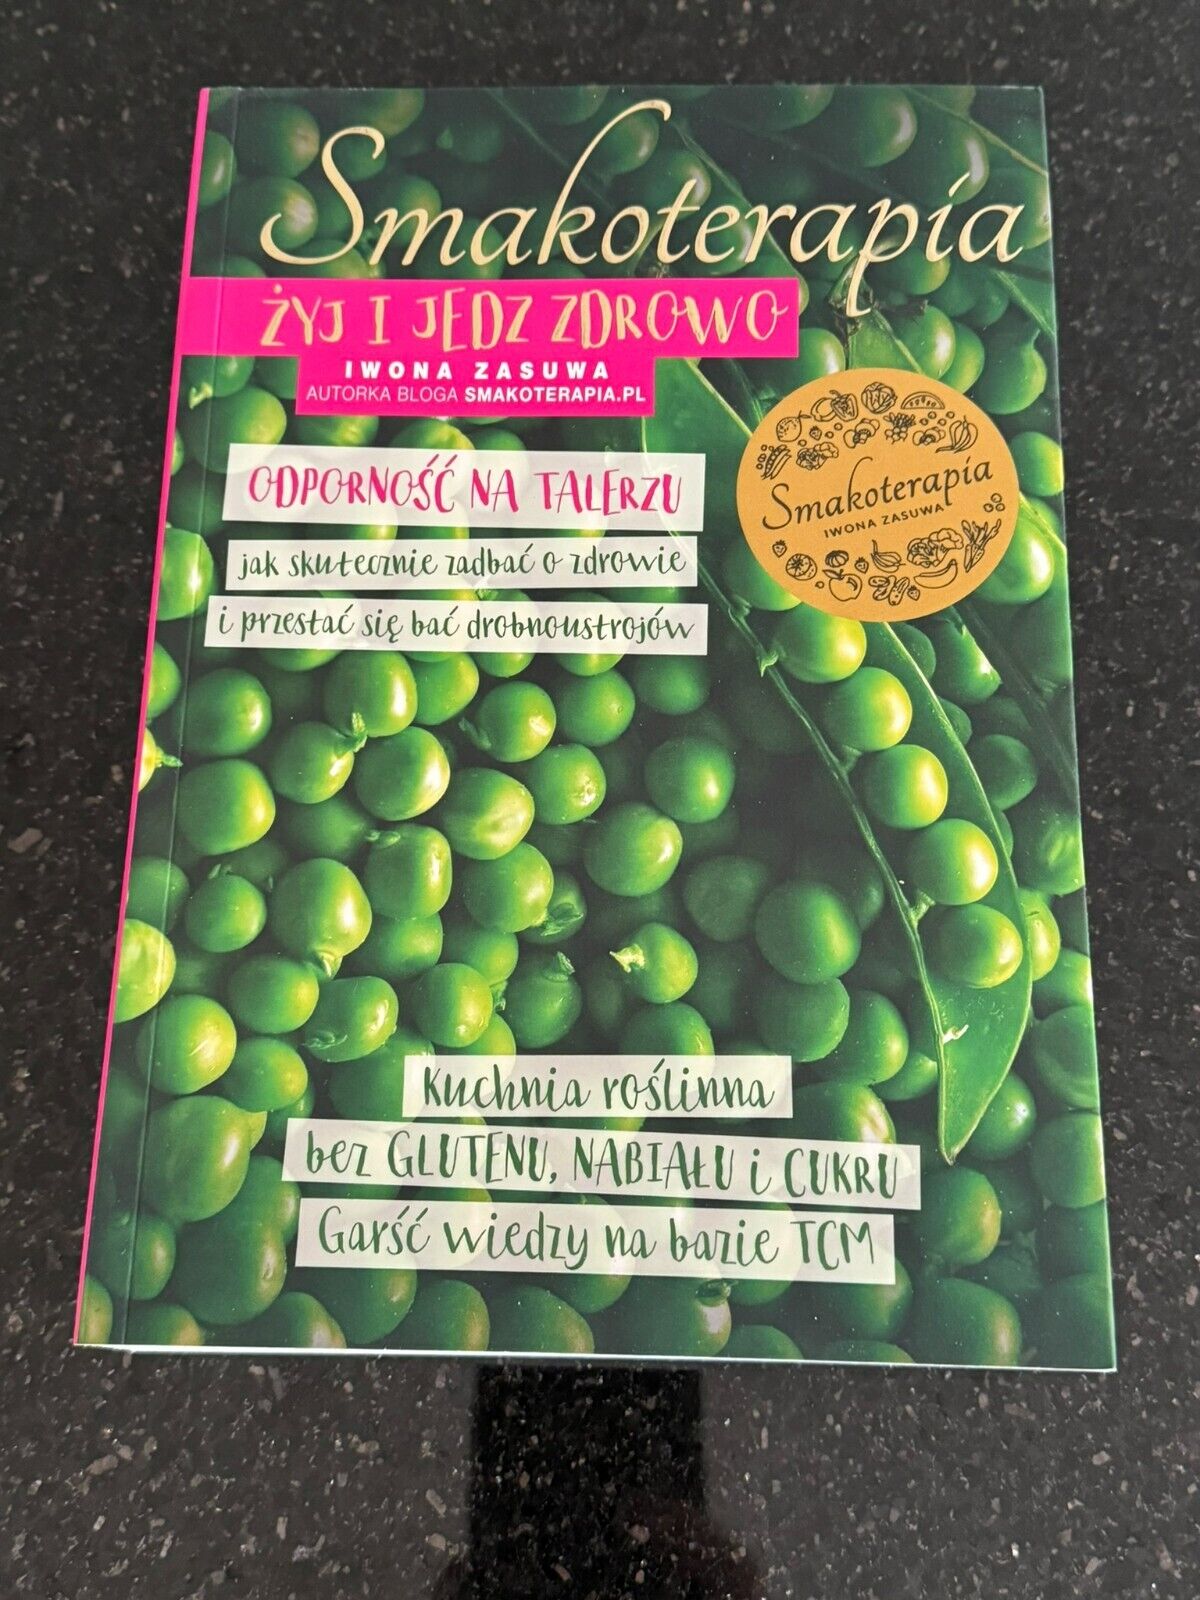 Smakoterapia
ŻYJ I JEDZ ZDROWO
IWONA ZASUWA
AUTORKA BLOGA SMAKOTERAPIA.PL
ODPORNOŚĆ NA TALERZU
jak skutecznie zadbać o zdrowie
i przestać się bać drobnoustrojów
Smakoterapia
IWONA ZASUWA
Kuchnia roślinna
bez GLUTENU, NABIAŁU i CUKRU
Garść wiedzy na bazie TCM